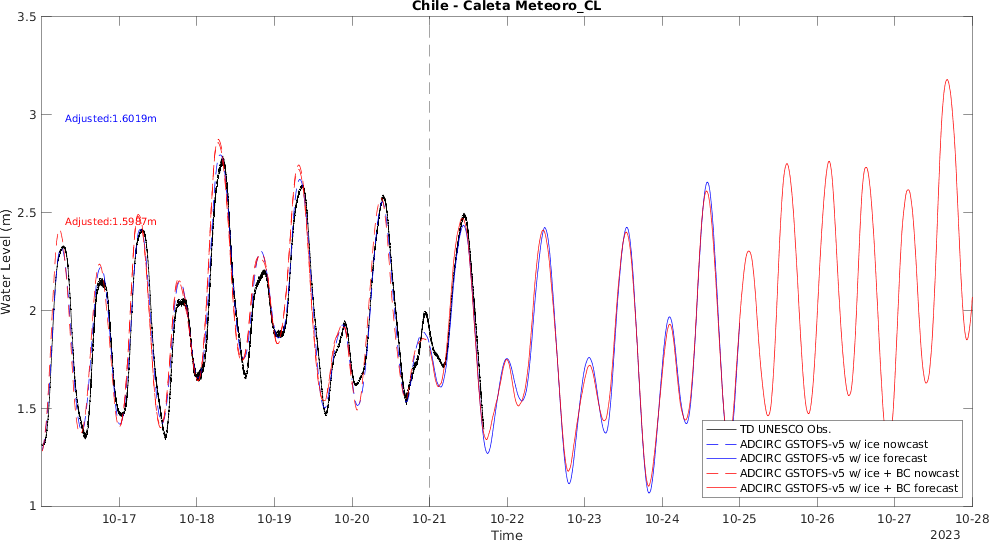 Chile - Caleta Meteoro_CL
Water Level (m)
3.5
3
2.5
2
1.5
1
Adjusted:1.6019m
Adjusted:1.5987m
TD UNESCO Obs.
ADCIRC GSTOFS-v5 w/ ice nowcast
ADCIRC GSTOFS-v5 w/ ice forecast
ADCIRC GSTOFS-v5 w/ ice + BC nowcast
ADCIRC GSTOFS-v5 w/ ice + BC forecast
10-17 10-18 10-19 10-20 10-21 10-22 10-23 10-24 10-25 10-26 10-27 10-28
Time
2023